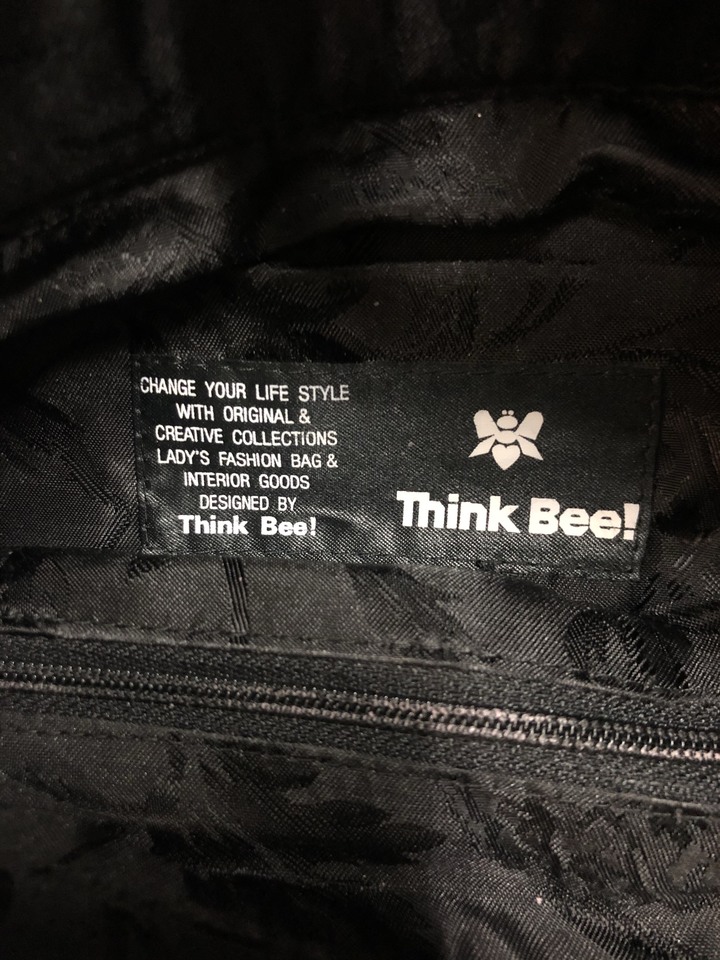 CHANGE YOUR LIFE STYLE
WITH ORIGINAL &
CREATIVE COLLECTIONS
LADY'S FASHION BAG &
INTERIOR GOODS
DESIGNED BY
Think Bee!
Think Bee!